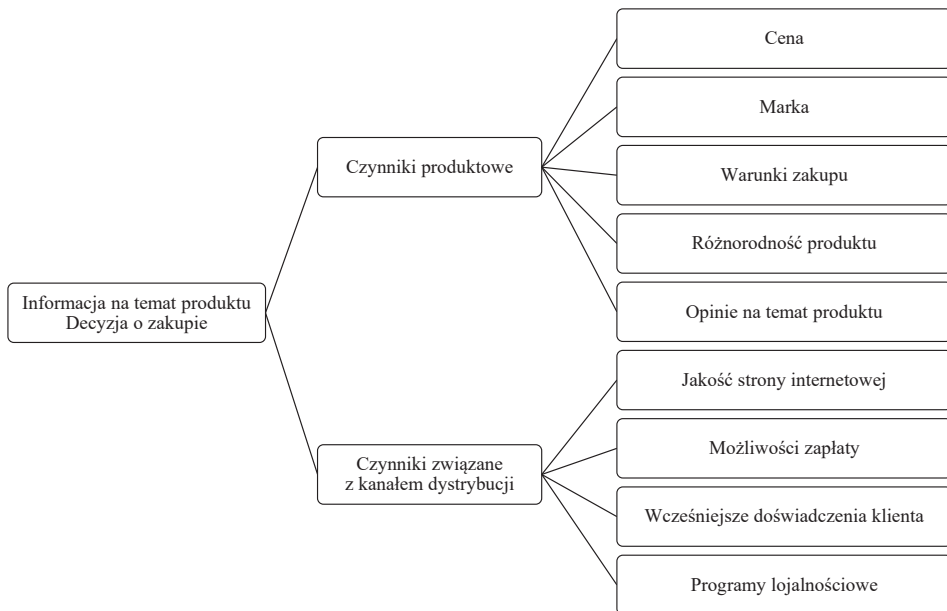 Informacja na temat produktu
Decyzja o zakupie
Czynniki produktowe
Cena
Marka
Warunki zakupu
Różnorodność produktu
Opinie na temat produktu
Czynniki związane
z kanałem dystrybucji
Jakość strony internetowej
Możliwości zapłaty
Wcześniejsze doświadczenia klienta
Programy lojalnościowe